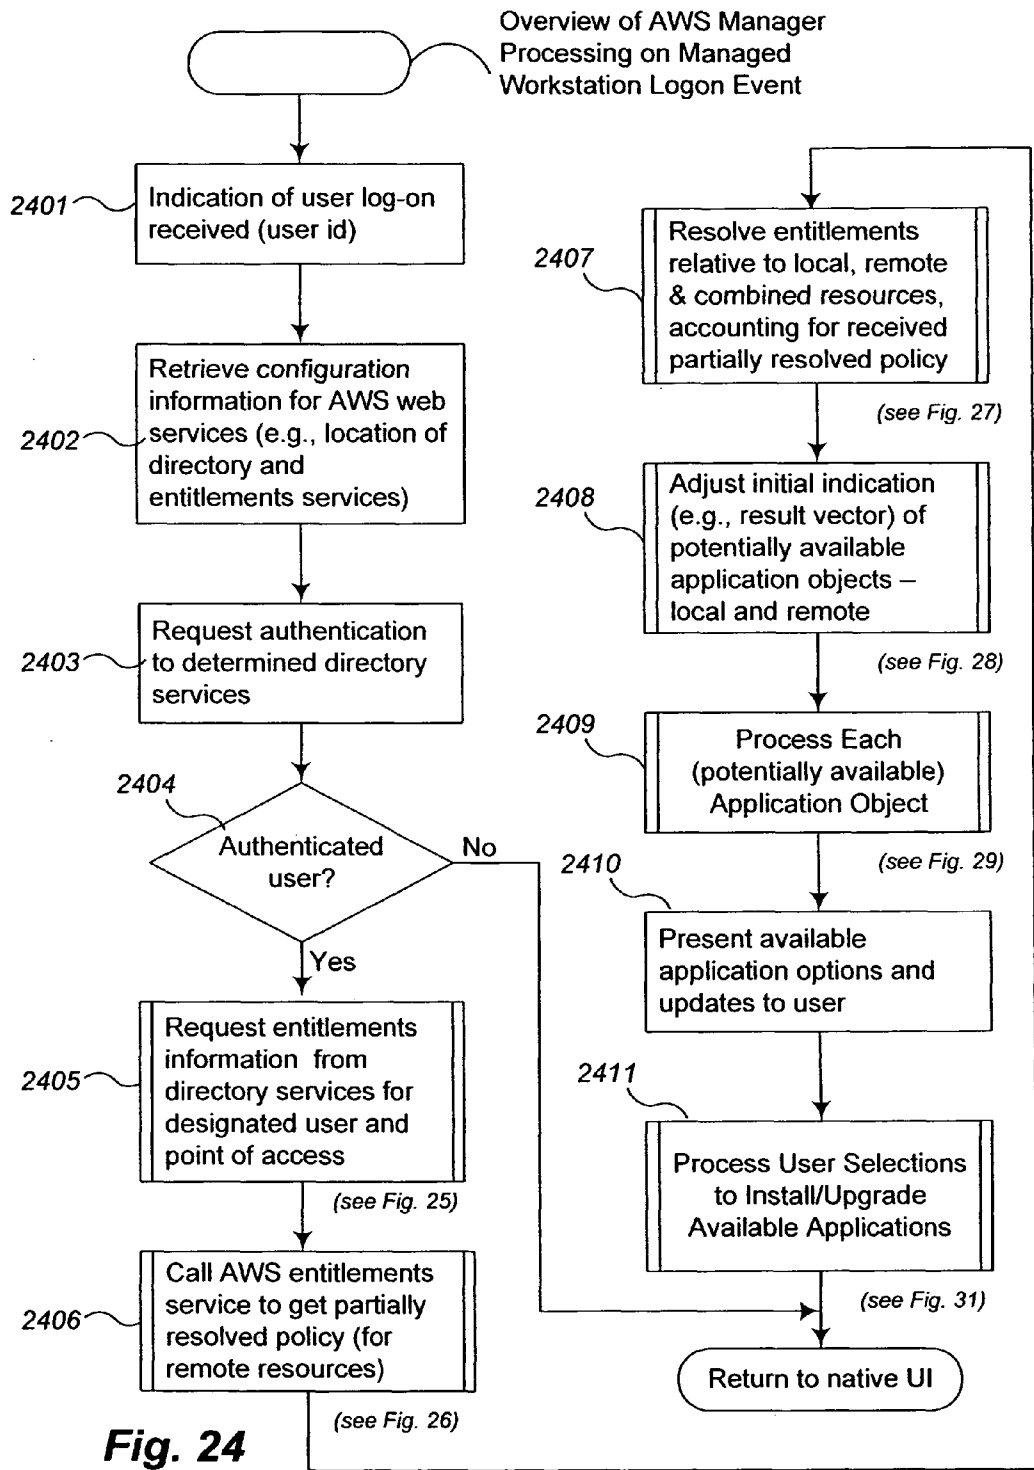 Overview of AWS Manager
Processing on Managed
Workstation Logon Event
2401
Indication of user log-on
received (user id)
2402
Retrieve configuration
information for AWS web
services (e.g., location of
directory and
entitlements services)
2403
Request authentication
to determined directory
services
2404
Authenticated
user?
No
Yes
2405
Request entitlements
information from
directory services for
designated user and
point of access
(see Fig. 25)
2406
Call AWS entitlements
service to get partially
resolved policy (for
remote resources)
(see Fig. 26)
2407
Resolve entitlements
relative to local, remote
& combined resources,
accounting for received
partially resolved policy
(see Fig. 27)
2408
Adjust initial indication
(e.g., result vector) of
potentially available
application objects –
local and remote
(see Fig. 28)
2409
Process Each
(potentially available)
Application Object
(see Fig. 29)
2410
Present available
application options and
updates to user
2411
Process User Selections
to Install/Upgrade
Available Applications
(see Fig. 31)
Return to native UI
Fig. 24